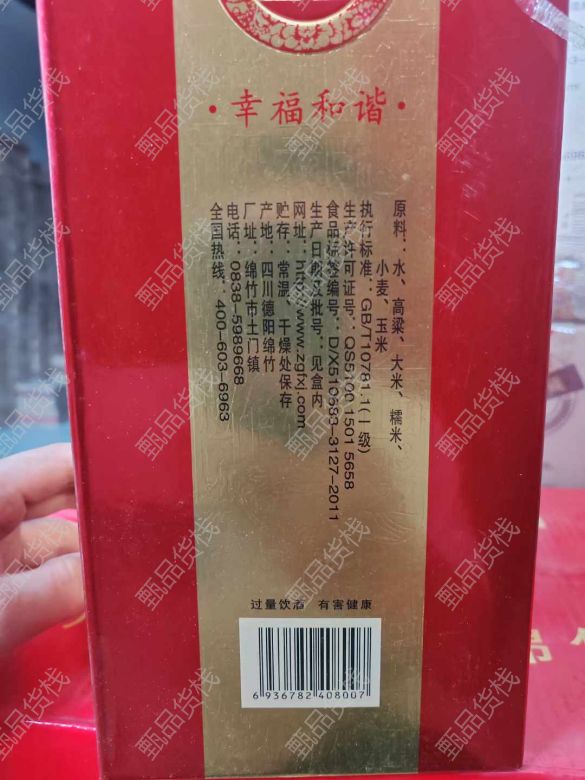 ·幸福和谐·
原料：水、高粱、大米、糯米、
小麦、玉米
执行标准：GB/T10781.1(一级)
生产许可证号：QS5100 1501 5658
食品标签编号：D/X510683-3127-2011
生产日期及批号：见盒内
网址：http://www.zgfxj.com
贮存：常温、干燥处保存
产地：四川德阳绵竹
厂址：绵竹市土门镇
电话：0838-5989668
全国热线：400-603-6963
过量饮酒 有害健康
6 936782 408007
甄品货栈